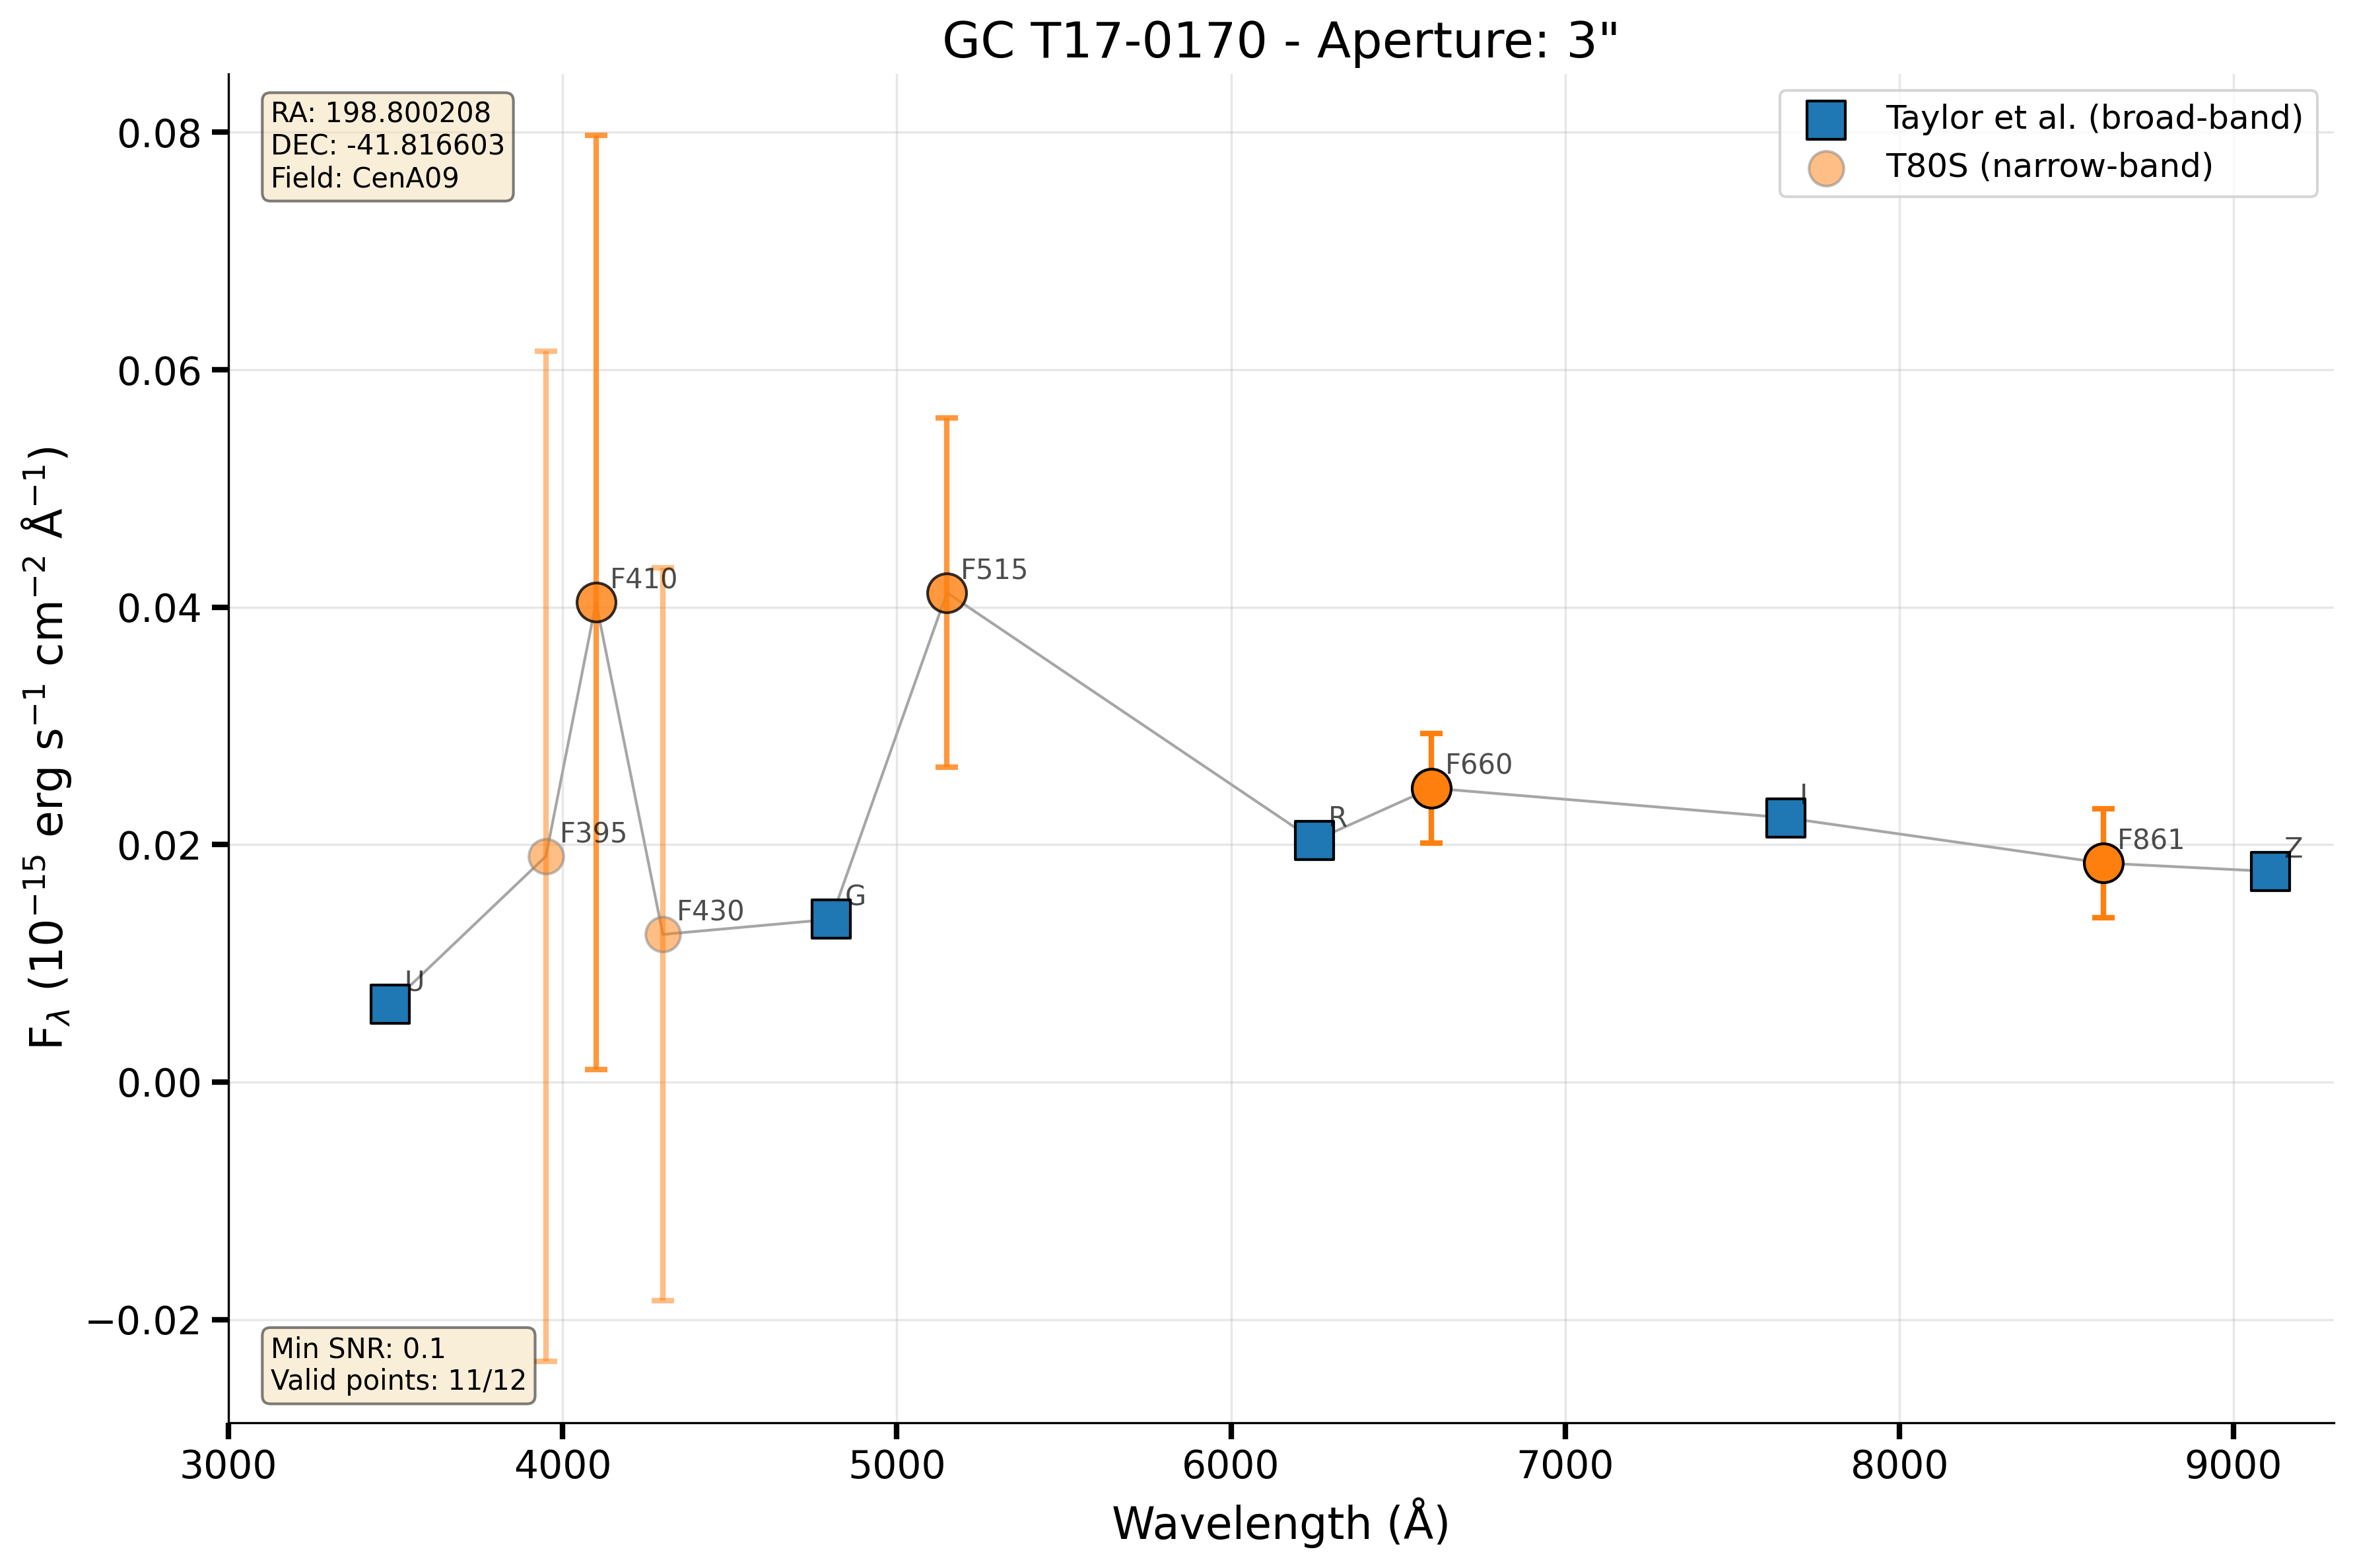 GC T17-0170 - Aperture: 3"
RA: 198.800208
DEC: -41.816603
Field: CenA09
Taylor et al. (broad-band)
T80S (narrow-band)
F$_{\lambda}$ (10$^{-15}$ erg s$^{-1}$ cm$^{-2}$ Å$^{-1}$)
0.08
0.06
0.04
0.02
0.00
−0.02
U
F395
F410
F430
G
F515
R
F660
I
F861
Z
Min SNR: 0.1
Valid points: 11/12
3000 4000 5000 6000 7000 8000 9000
Wavelength (Å)